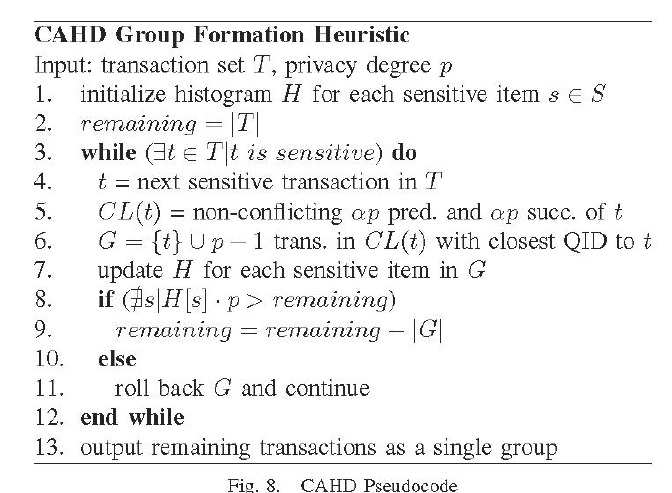 CAHD Group Formation Heuristic
Input: transaction set T, privacy degree p
1. initialize histogram H for each sensitive item s ∈ S
2. remaining = |T|
3. while (∃t ∈ T|t is sensitive) do
4. t = next sensitive transaction in T
5. CL(t) = non-conflicting αp pred. and αp succ. of t
6. G = {t} ∪ p − 1 trans. in CL(t) with closest QID to t
7. update H for each sensitive item in G
8. if (∄s|H[s] · p > remaining)
9. remaining = remaining − |G|
10. else
11. roll back G and continue
12. end while
13. output remaining transactions as a single group
Fig. 8. CAHD Pseudocode